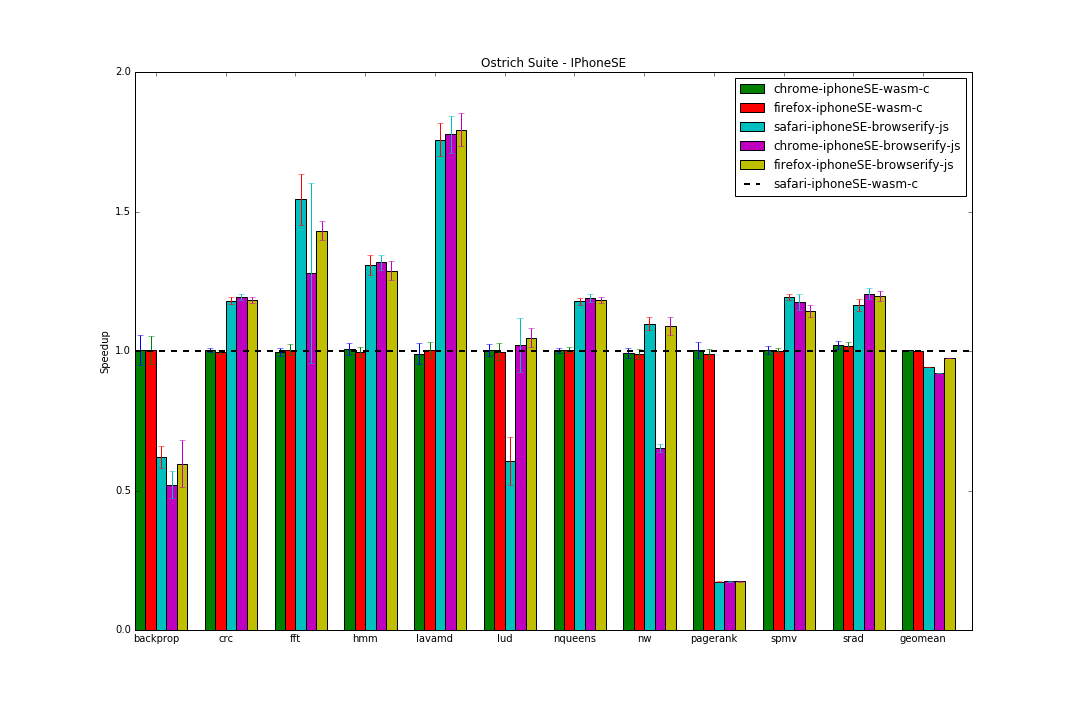 Ostrich Suite - IPhoneSE
2.0
1.5
1.0
0.5
0.0
Speedup
chrome-iphoneSE-wasm-c
firefox-iphoneSE-wasm-c
safari-iphoneSE-browserify-js
chrome-iphoneSE-browserify-js
firefox-iphoneSE-browserify-js
safari-iphoneSE-wasm-c
backprop crc fft hmm lavamd lud nqueens nw pagerank spmv srad geomean